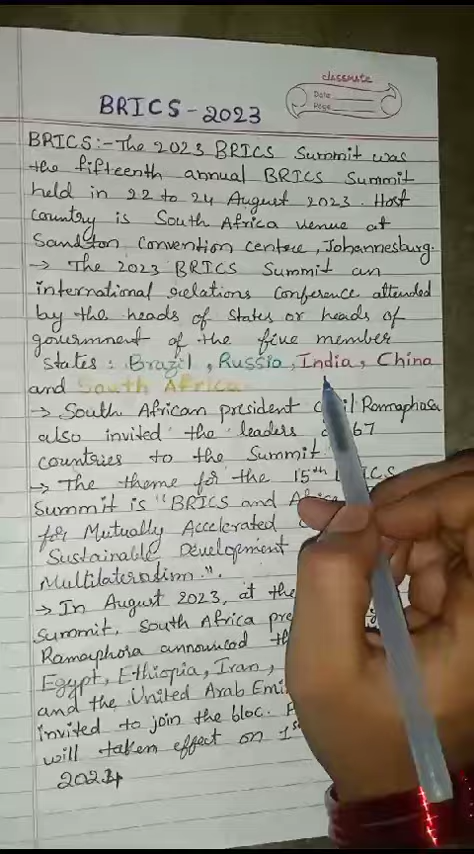 classmate
Date
Page
BRICS - 2023
BRICS:- The 2023 BRICS Summit was
the fifteenth annual BRICS Summit
held in 22 to 24 August 2023. Host
country is South Africa venue at
Sandton Convention Centre, Johannesburg.
→ The 2023 BRICS Summit an
international relations conference attended
by the heads of states or heads of
government of the five member
states: Brazil, Russia, India, China
and South Africa
→ South African president Ramaphosa
also invited the leaders 67
countries to the Summit
→ The theme for the 15th
Summit is "BRICS and
for Mutually Accelerated
Sustainable Development
Multilateralism".
→ In August 2023, at the
Summit, South Africa
Ramaphosa announced
Egypt, Ethiopia, Iran,
and the United Arab
invited to join the bloc.
will taken effect on 1st
2024